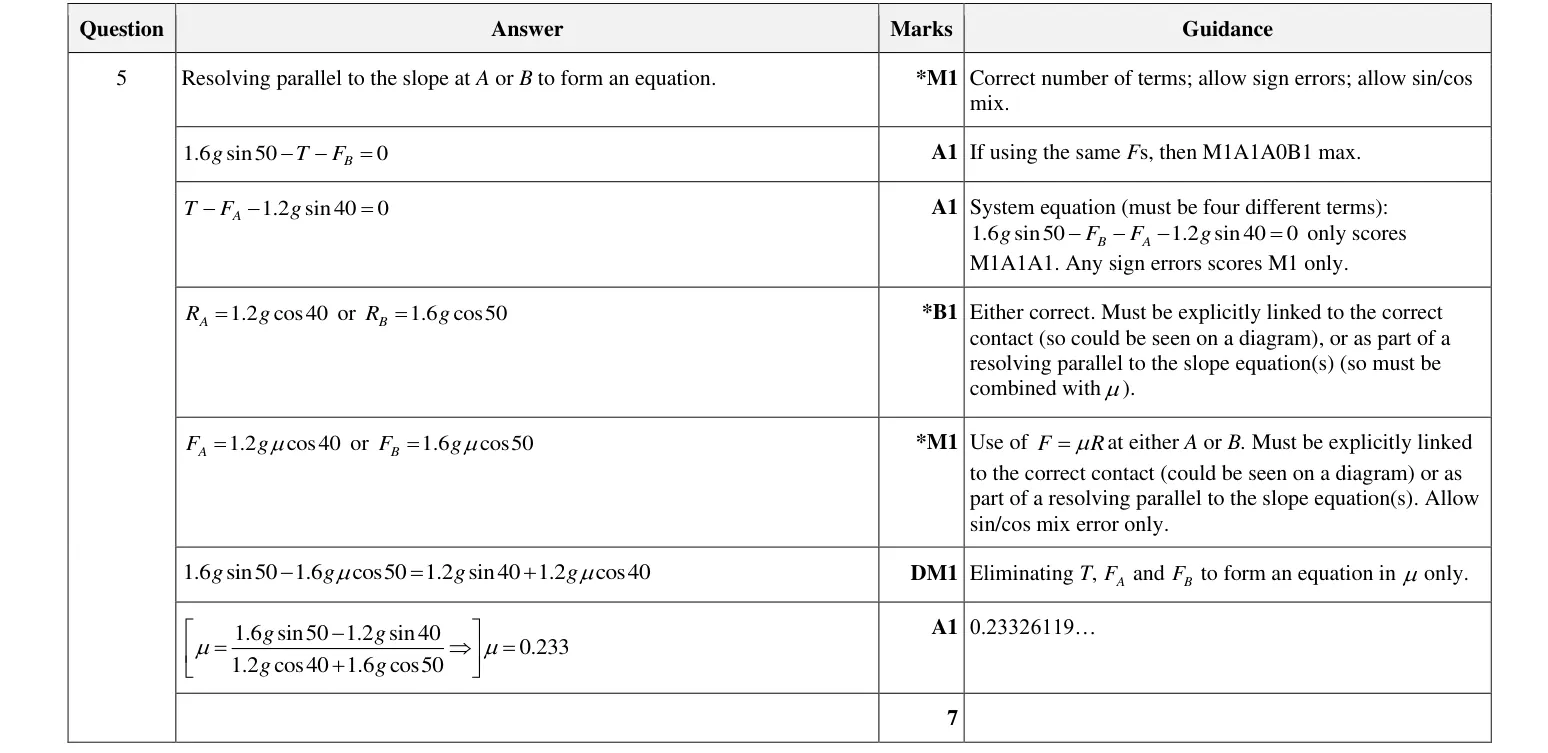 Question Answer Marks Guidance
5 Resolving parallel to the slope at A or B to form an equation. *M1 Correct number of terms; allow sign errors; allow sin/cos
mix.
1.6g sin 50 − T − F_B = 0 A1 If using the same Fs, then M1A1A0B1 max.
T − F_A − 1.2g sin 40 = 0 A1 System equation (must be four different terms):
1.6g sin 50 − F_B − F_A − 1.2g sin 40 = 0 only scores
M1A1A1. Any sign errors scores M1 only.
R_A = 1.2g cos 40 or R_B = 1.6g cos 50 *B1 Either correct. Must be explicitly linked to the correct
contact (so could be seen on a diagram), or as part of a
resolving parallel to the slope equation(s) (so must be
combined with μ ).
F_A = 1.2gμ cos 40 or F_B = 1.6gμ cos 50 *M1 Use of F = μR at either A or B. Must be explicitly linked
to the correct contact (could be seen on a diagram) or as
part of a resolving parallel to the slope equation(s). Allow
sin/cos mix error only.
1.6g sin 50 − 1.6gμ cos 50 = 1.2g sin 40 + 1.2gμ cos 40 DM1 Eliminating T, F_A and F_B to form an equation in μ only.
[μ = (1.6g sin 50 − 1.2g sin 40)/(1.2g cos 40 + 1.6g cos 50) ⇒] μ = 0.233 A1 0.23326119…
7